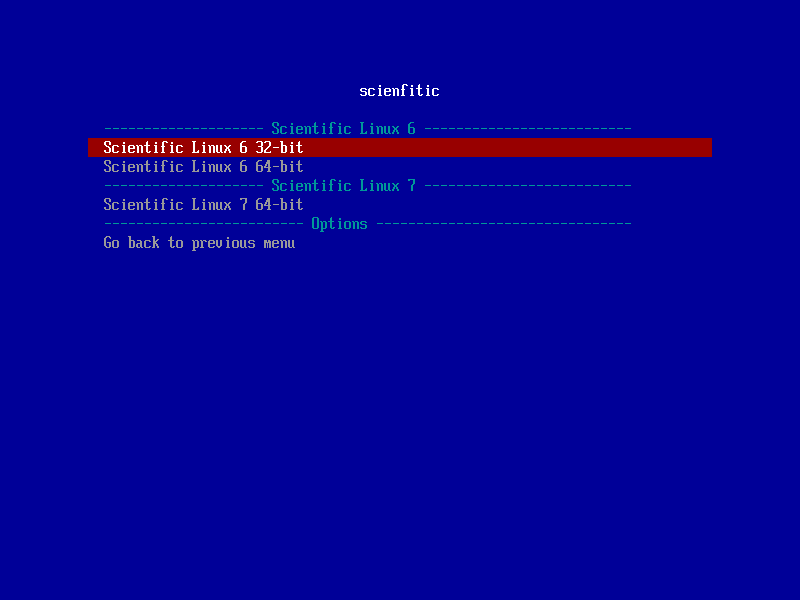 scienfitic
-------------------- Scientific Linux 6 --------------------------
Scientific Linux 6 32-bit
Scientific Linux 6 64-bit
-------------------- Scientific Linux 7 --------------------------
Scientific Linux 7 64-bit
------------------------- Options --------------------------------
Go back to previous menu